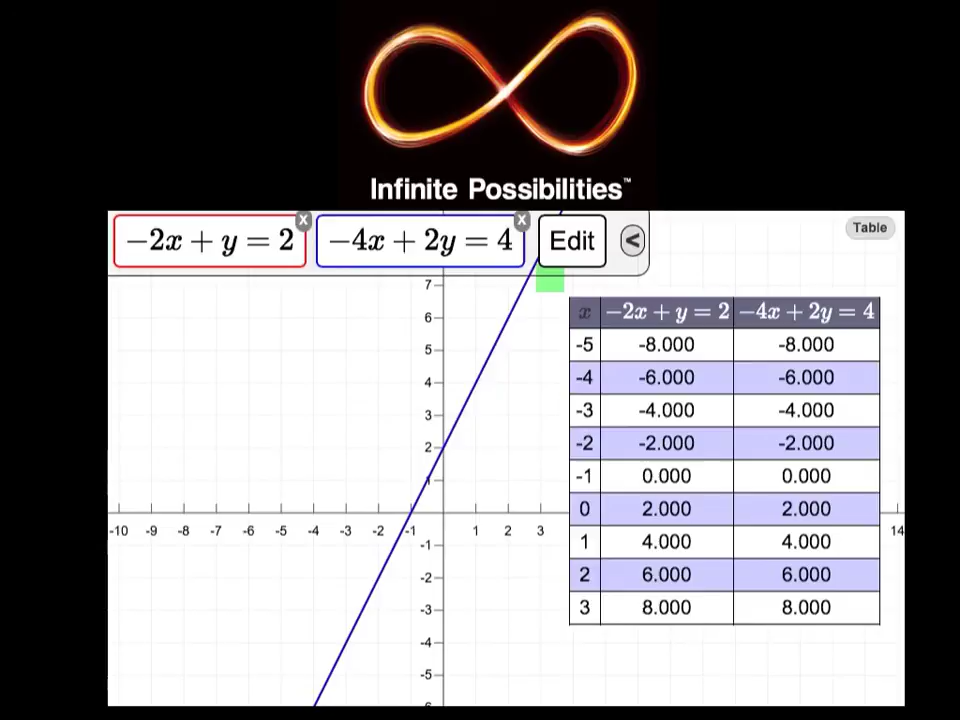 Infinite Possibilities™
x x
−2x + y = 2 −4x + 2y = 4 Edit < Table
7
6
5
4
3
2
1
-10 -9 -8 -7 -6 -5 -4 -3 -2 -1 1 2 3 14
-1
-2
-3
-4
-5
x −2x + y = 2 −4x + 2y = 4
-5 -8.000 -8.000
-4 -6.000 -6.000
-3 -4.000 -4.000
-2 -2.000 -2.000
-1 0.000 0.000
0 2.000 2.000
1 4.000 4.000
2 6.000 6.000
3 8.000 8.000